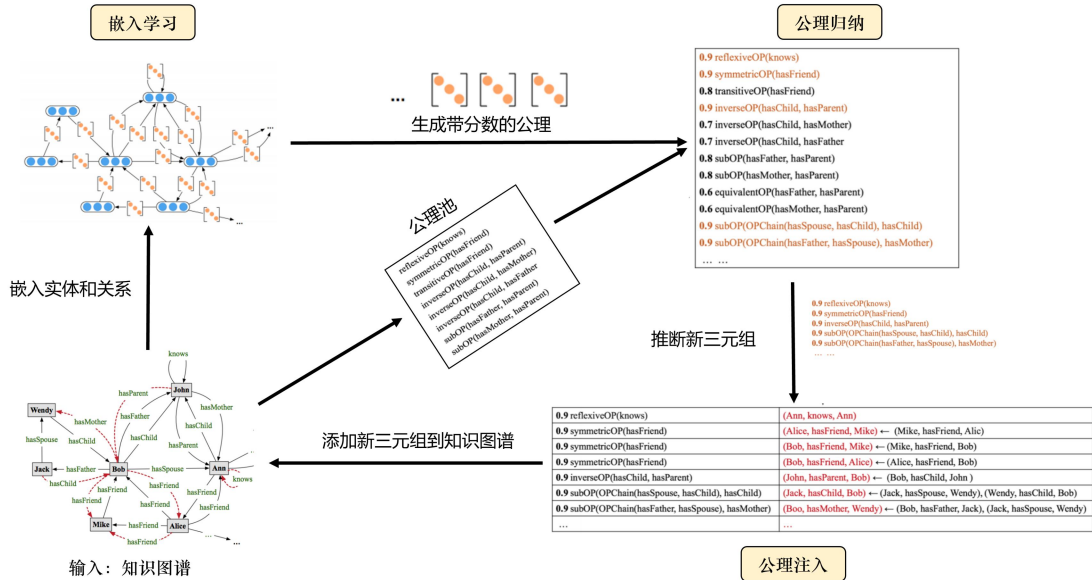 嵌入学习
公理归纳
...
生成带分数的公理
...
...
0.9 reflexiveOP(knows)
0.9 symmetricOP(hasFriend)
0.8 transitiveOP(hasFriend)
0.9 inverseOP(hasChild, hasParent)
0.7 inverseOP(hasChild, hasMother)
0.7 inverseOP(hasChild, hasFather
0.8 subOP(hasFather, hasParent)
0.8 subOP(hasMother, hasParent)
0.6 equivalentOP(hasFather, hasParent)
0.6 equivalentOP(hasMother, hasParent)
0.9 subOP(OPChain(hasSpouse, hasChild), hasChild)
0.9 subOP(OPChain(hasFather, hasSpouse), hasMother)
... ...
公理池
reflexiveOP(knows)
symmetricOP(hasFriend)
transitiveOP(hasFriend)
inverseOP(hasChild, hasParent)
inverseOP(hasChild, hasMother)
inverseOP(hasChild, hasFather
subOP(hasFather, hasParent)
subOP(hasMother, hasParent)
嵌入实体和关系
推断新三元组
0.9 reflexiveOP(knows)
0.9 symmetricOP(hasFriend)
0.9 inverseOP(hasChild, hasParent)
0.9 subOP(OPChain(hasSpouse, hasChild), hasChild)
0.9 subOP(OPChain(hasFather, hasSpouse), hasMother)
... ...
knows
hasParent
John
Wendy
hasMother
hasFather
hasMother
hasChild
hasSpouse
hasChild
hasParent
Jack
hasFather
Bob
hasSpouse
Ann
hasChild
knows
hasFriend
hasFriend
hasFriend
hasFriend
hasFriend
Mike
hasFriend
Alice
hasFriend
...
输入：知识图谱
添加新三元组到知识图谱
0.9 reflexiveOP(knows) (Ann, knows, Ann)
0.9 symmetricOP(hasFriend) (Alice, hasFriend, Mike) ← (Mike, hasFriend, Alic)
0.9 symmetricOP(hasFriend) (Bob, hasFriend, Mike) ← (Mike, hasFriend, Bob)
0.9 symmetricOP(hasFriend) (Bob, hasFriend, Alice) ← (Alice, hasFriend, Bob)
0.9 inverseOP(hasChild, hasParent) (John, hasParent, Bob) ← (Bob, hasChild, John )
0.9 subOP(OPChain(hasSpouse, hasChild), hasChild) (Jack, hasChild, Bob) ← (Jack, hasSpouse, Wendy), (Wendy, hasChild, Bob)
0.9 subOP(OPChain(hasFather, hasSpouse), hasMother) (Boo, hasMother, Wendy) ← (Bob, hasFather, Jack), (Jack, hasSpouse, Wendy)
... ...
公理注入